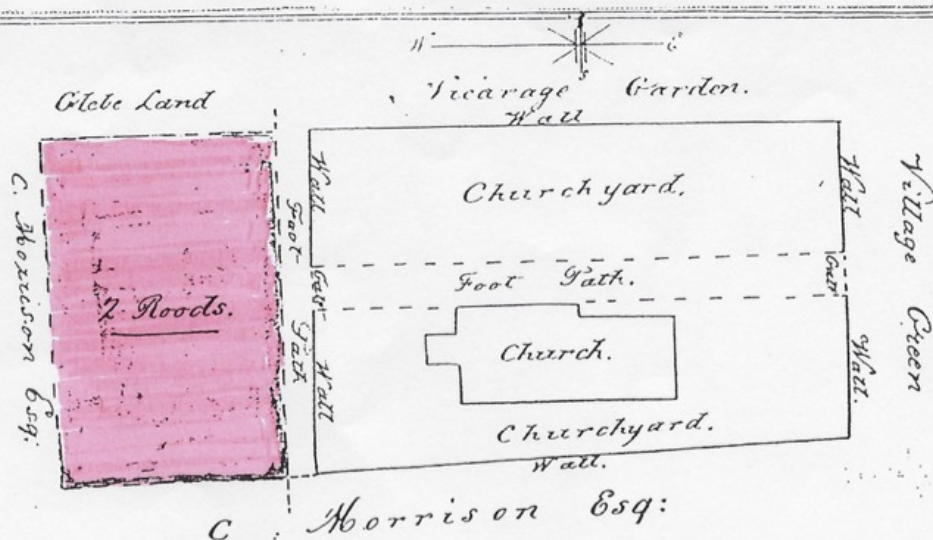 W E
S
Vicarage Garden.
Wall
Glebe Land
Churchyard.
Wall
Wall
Village Green
C. Morrison Esq.
Foot Path
Gate
Gate
Foot Path.
2 Roods.
Church.
Wall
Wall.
Churchyard.
Wall.
C. Morrison Esq: